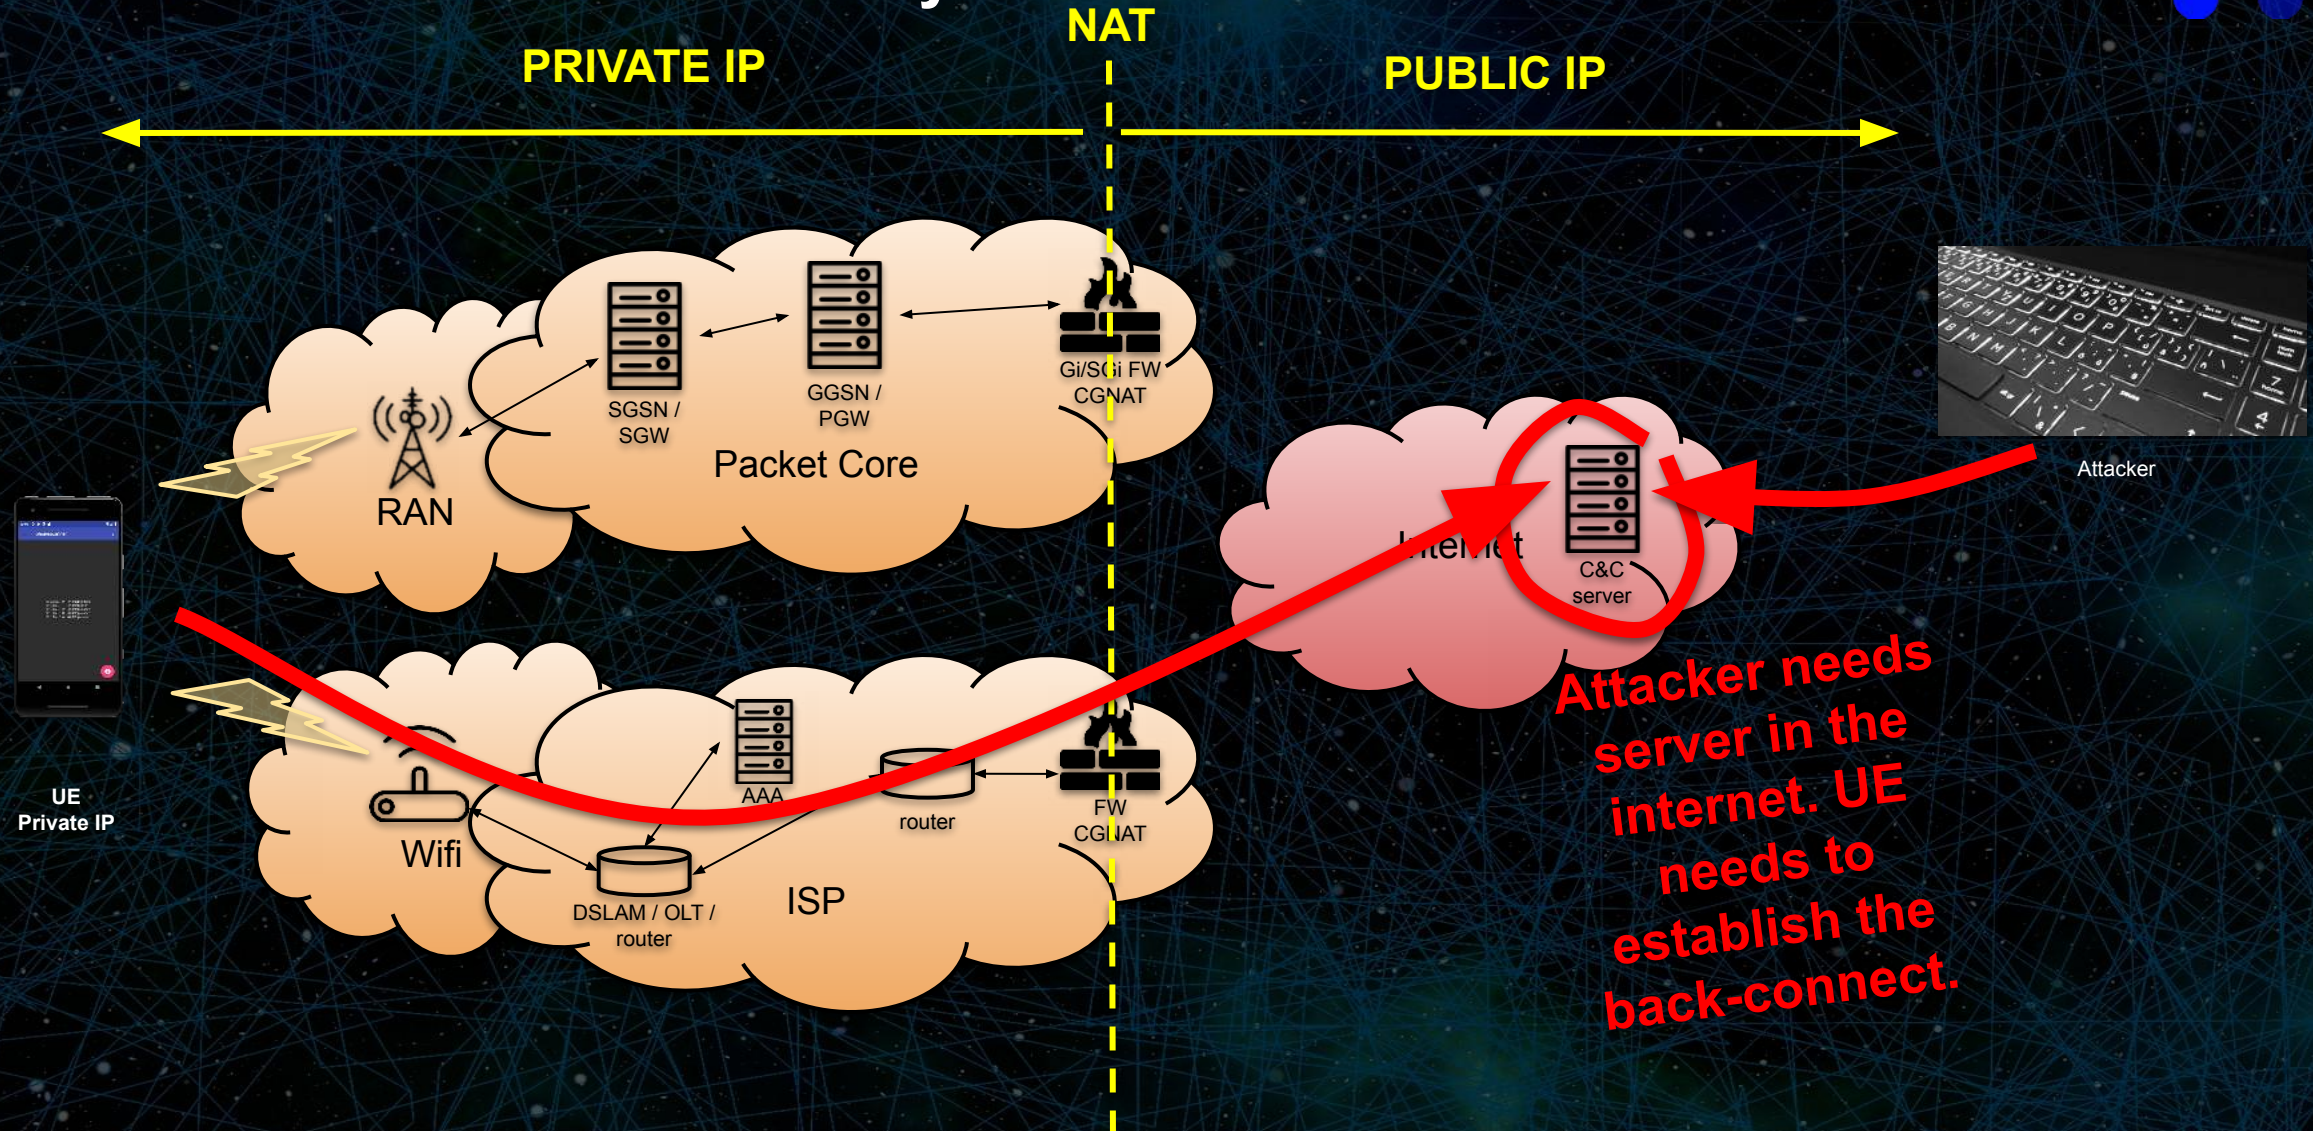 NAT
PRIVATE IP
PUBLIC IP
Gi/SGi FW
CGNAT
GGSN /
PGW
SGSN /
SGW
Packet Core
RAN
Attacker
Internet
C&C
server
Attacker needs
server in the
internet. UE
needs to
establish the
back-connect.
UE
Private IP
AAA
router
FW
CGNAT
Wifi
ISP
DSLAM / OLT /
router